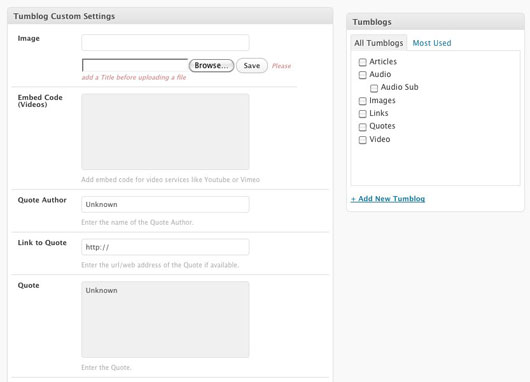 Tumblog Custom Settings
Image
Browse... Save Please
add a Title before uploading a file
Embed Code
(Videos)
Add embed code for video services like Youtube or Vimeo
Quote Author
Unknown
Enter the name of the Quote Author.
Link to Quote
http://
Enter the url/web address of the Quote if available.
Quote
Unknown
Enter the Quote.
Tumblogs
All Tumblogs Most Used
Articles
Audio
Audio Sub
Images
Links
Quotes
Video
+ Add New Tumblog